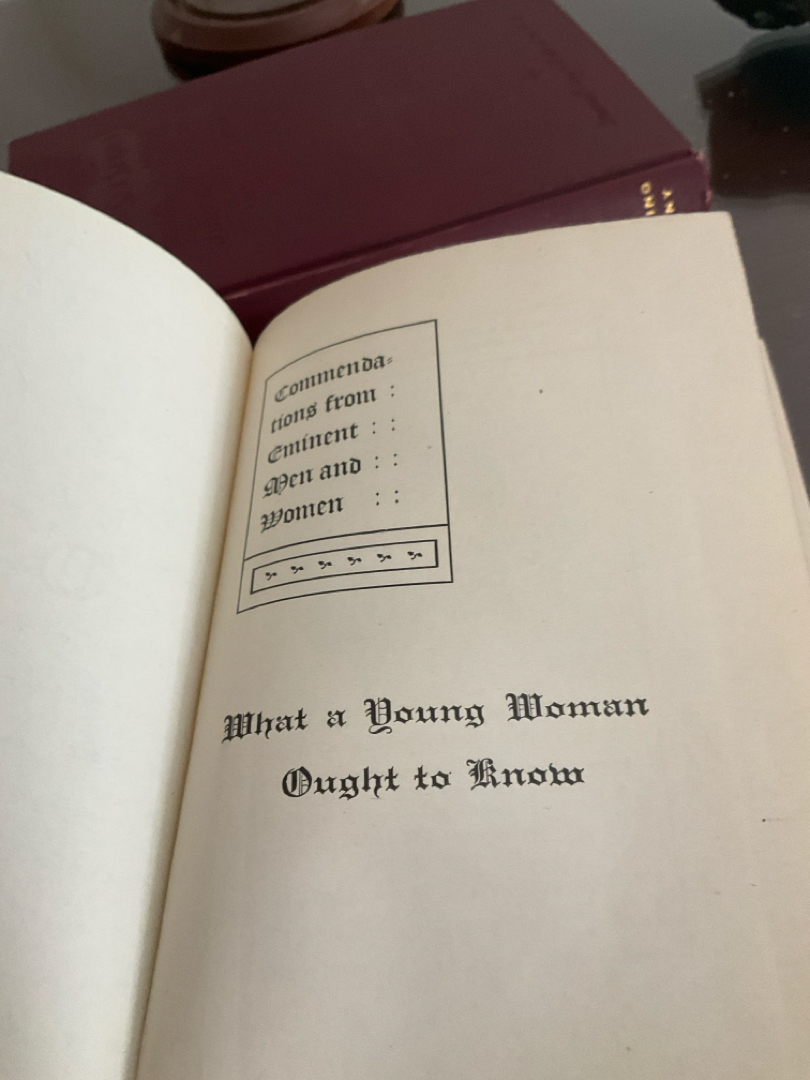 Commenda=
tions from :
Eminent : :
Men and : :
Women : :
What a Young Woman
Ought to Know